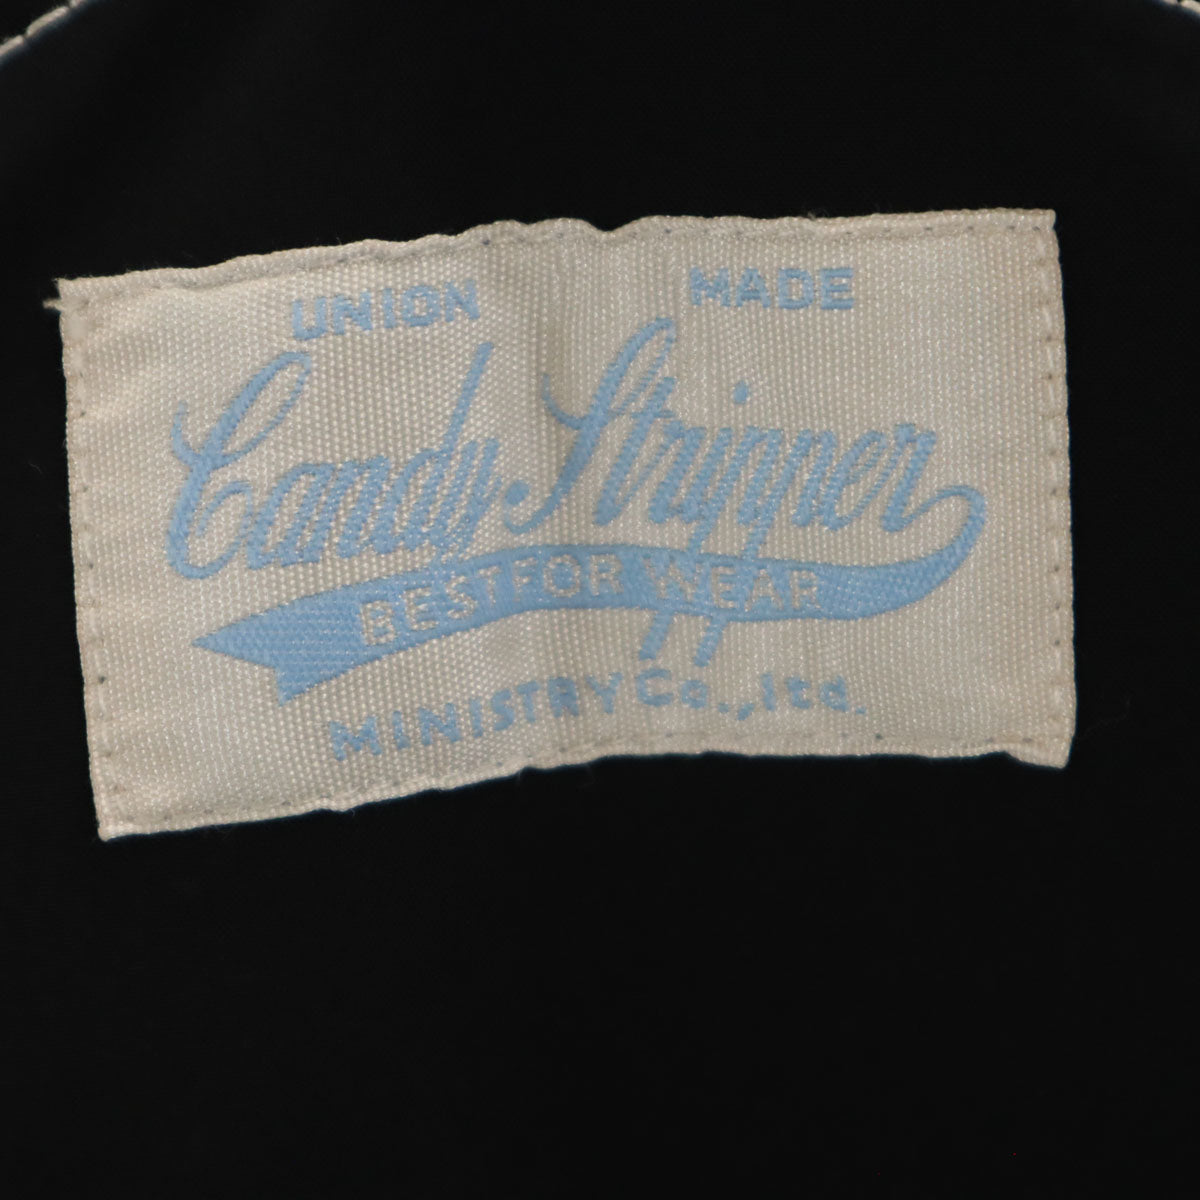 UNION MADE
Candy Stripper
BEST FOR WEAR
MINISTRY Co.,ltd.